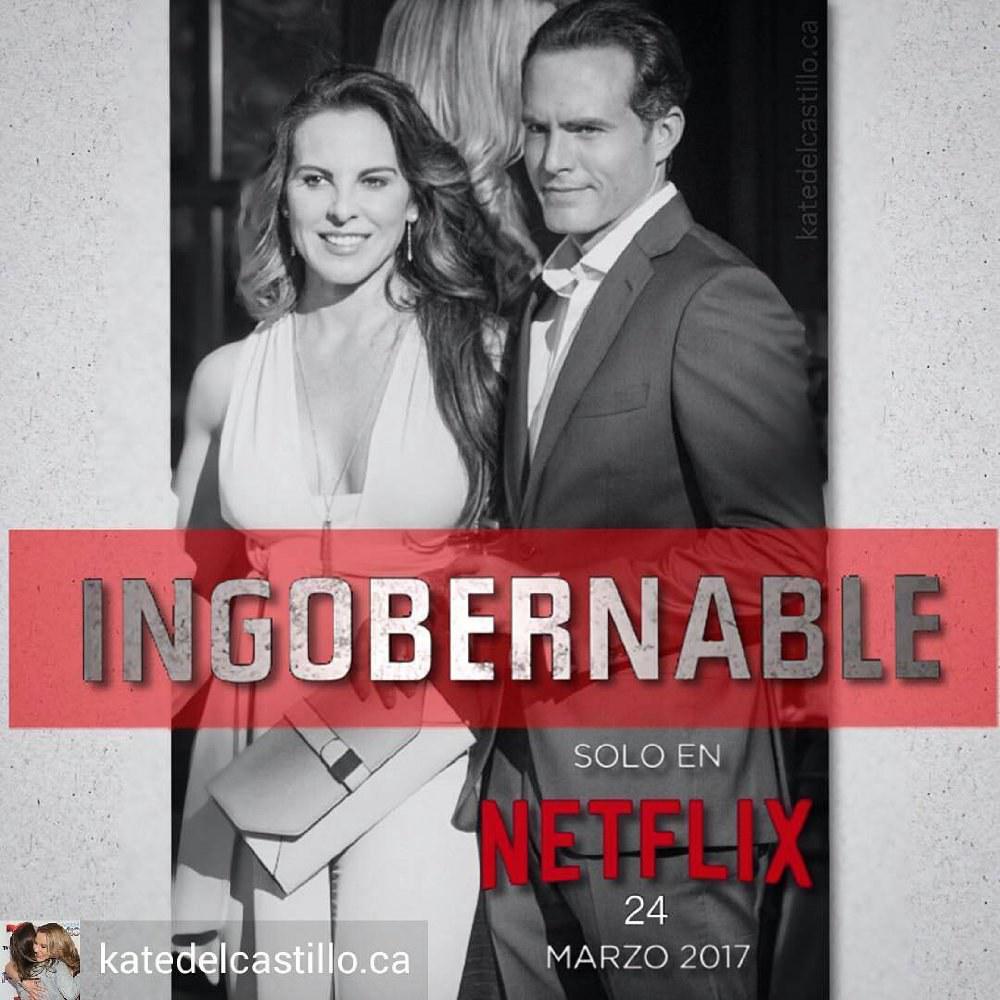 katedelcastillo.ca
INGOBERNABLE
SOLO EN
NETFLIX
24
MARZO 2017
katedelcastillo.ca